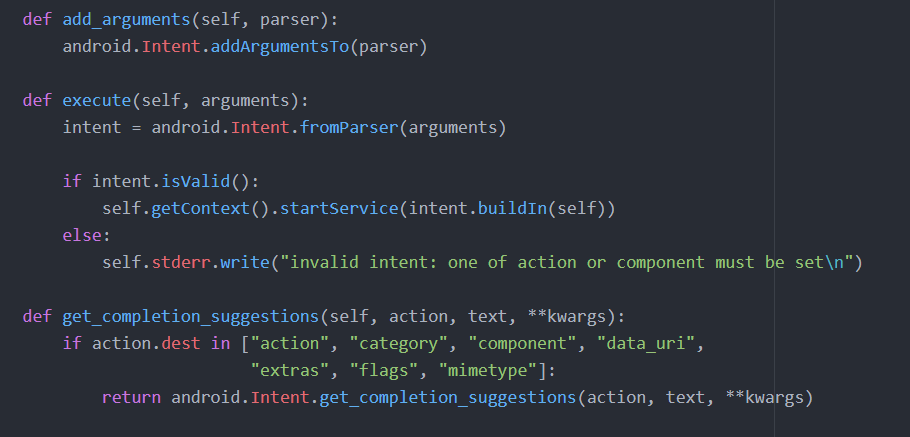 def add_arguments(self, parser):
    android.Intent.addArgumentsTo(parser)

def execute(self, arguments):
    intent = android.Intent.fromParser(arguments)

    if intent.isValid():
        self.getContext().startService(intent.buildIn(self))
    else:
        self.stderr.write("invalid intent: one of action or component must be set\n")

def get_completion_suggestions(self, action, text, **kwargs):
    if action.dest in ["action", "category", "component", "data_uri",
                       "extras", "flags", "mimetype"]:
        return android.Intent.get_completion_suggestions(action, text, **kwargs)